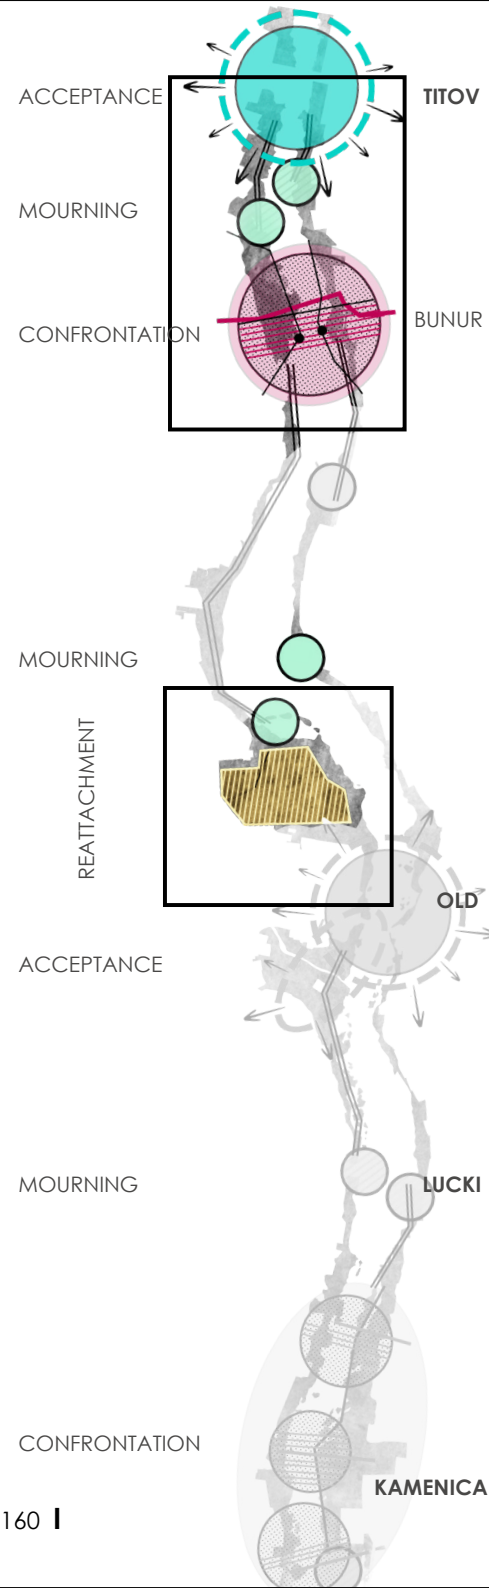 ACCEPTANCE
TITOV
MOURNING
BUNUR
CONFRONTATION
MOURNING
REATTACHMENT
OLD
ACCEPTANCE
MOURNING
LUCKI
CONFRONTATION
KAMENICA
160 I